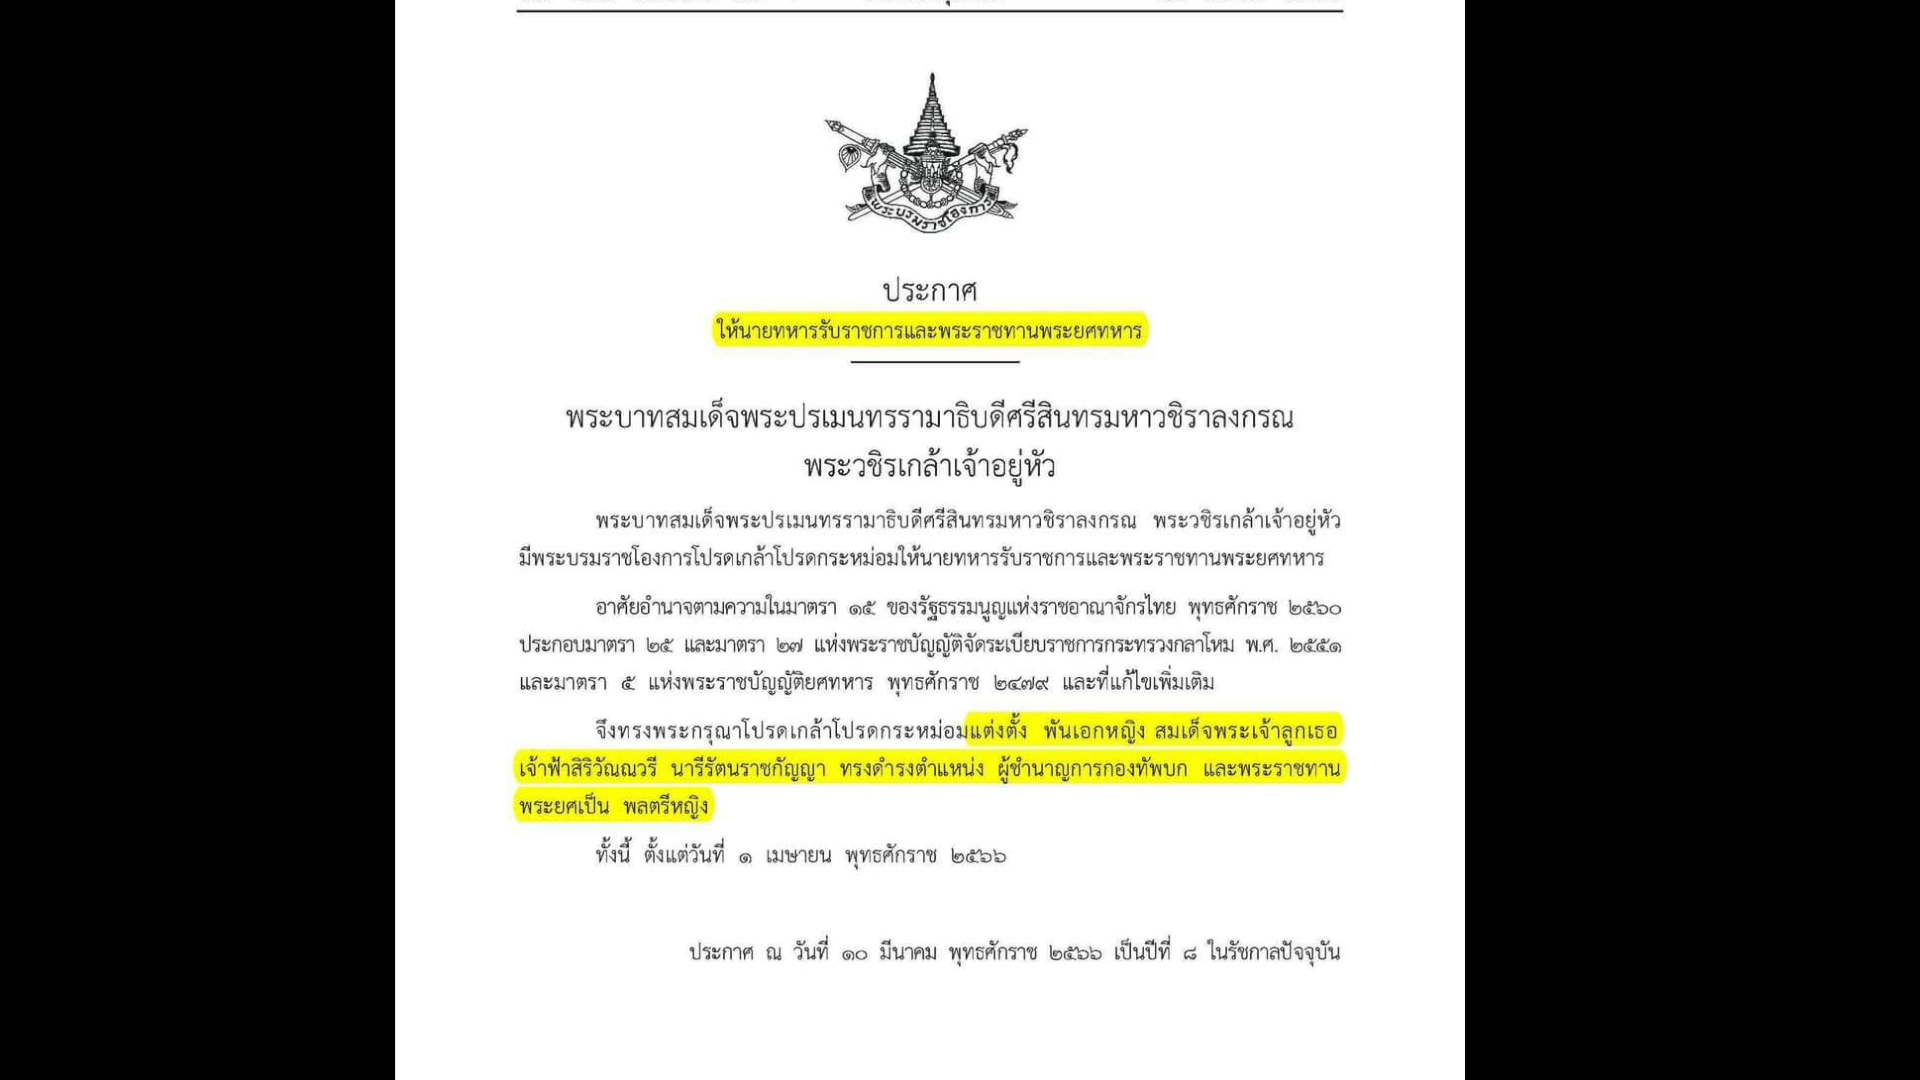 พระบรมราชโองการ
ประกาศ
ให้นายทหารรับราชการและพระราชทานพระยศทหาร
พระบาทสมเด็จพระปรเมนทรรามาธิบดีศรีสินทรมหาวชิราลงกรณ
พระวชิรเกล้าเจ้าอยู่หัว
พระบาทสมเด็จพระปรเมนทรรามาธิบดีศรีสินทรมหาวชิราลงกรณ พระวชิรเกล้าเจ้าอยู่หัว
มีพระบรมราชโองการโปรดเกล้าโปรดกระหม่อมให้นายทหารรับราชการและพระราชทานพระยศทหาร
อาศัยอำนาจตามความในมาตรา ๑๕ ของรัฐธรรมนูญแห่งราชอาณาจักรไทย พุทธศักราช ๒๕๖๐
ประกอบมาตรา ๒๕ และมาตรา ๒๗ แห่งพระราชบัญญัติจัดระเบียบราชการกระทรวงกลาโหม พ.ศ. ๒๕๕๑
และมาตรา ๕ แห่งพระราชบัญญัติยศทหาร พุทธศักราช ๒๔๗๙ และที่แก้ไขเพิ่มเติม
จึงทรงพระกรุณาโปรดเกล้าโปรดกระหม่อมแต่งตั้ง พันเอกหญิง สมเด็จพระเจ้าลูกเธอ
เจ้าฟ้าสิริวัณณวรี นารีรัตนราชกัญญา ทรงดำรงตำแหน่ง ผู้ชำนาญการกองทัพบก และพระราชทาน
พระยศเป็น พลตรีหญิง
ทั้งนี้ ตั้งแต่วันที่ ๑ เมษายน พุทธศักราช ๒๕๖๖
ประกาศ ณ วันที่ ๑๐ มีนาคม พุทธศักราช ๒๕๖๖ เป็นปีที่ ๘ ในรัชกาลปัจจุบัน